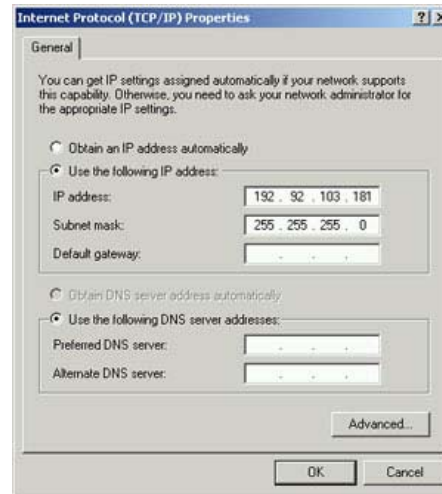 Internet Protocol (TCP/IP) Properties
General
You can get IP settings assigned automatically if your network supports
this capability. Otherwise, you need to ask your network administrator for
the appropriate IP settings.
Obtain an IP address automatically
Use the following IP address:
IP address: 192 . 92 . 103 . 181
Subnet mask: 255 . 255 . 255 . 0
Default gateway: . . .
Obtain DNS server address automatically
Use the following DNS server addresses:
Preferred DNS server: . . .
Alternate DNS server: . . .
Advanced...
OK Cancel